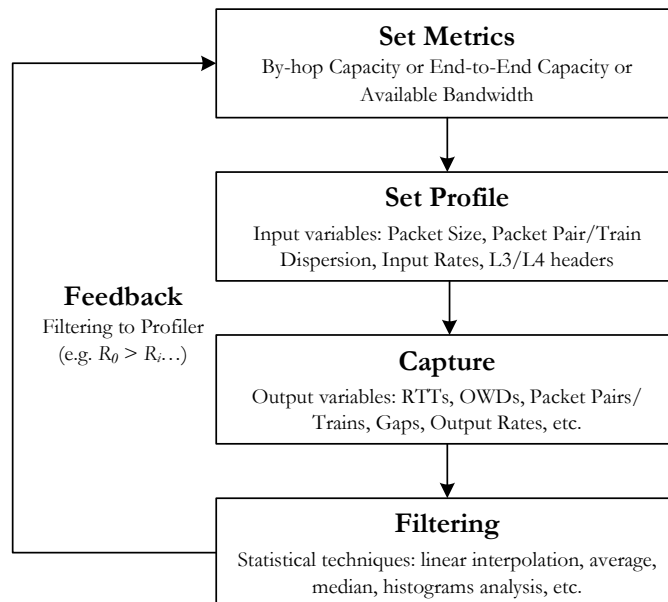 Set Metrics
By-hop Capacity or End-to-End Capacity or
Available Bandwidth
Set Profile
Input variables: Packet Size, Packet Pair/Train
Dispersion, Input Rates, L3/L4 headers
Feedback
Filtering to Profiler
(e.g. R0 > Ri…)
Capture
Output variables: RTTs, OWDs, Packet Pairs/
Trains, Gaps, Output Rates, etc.
Filtering
Statistical techniques: linear interpolation, average,
median, histograms analysis, etc.